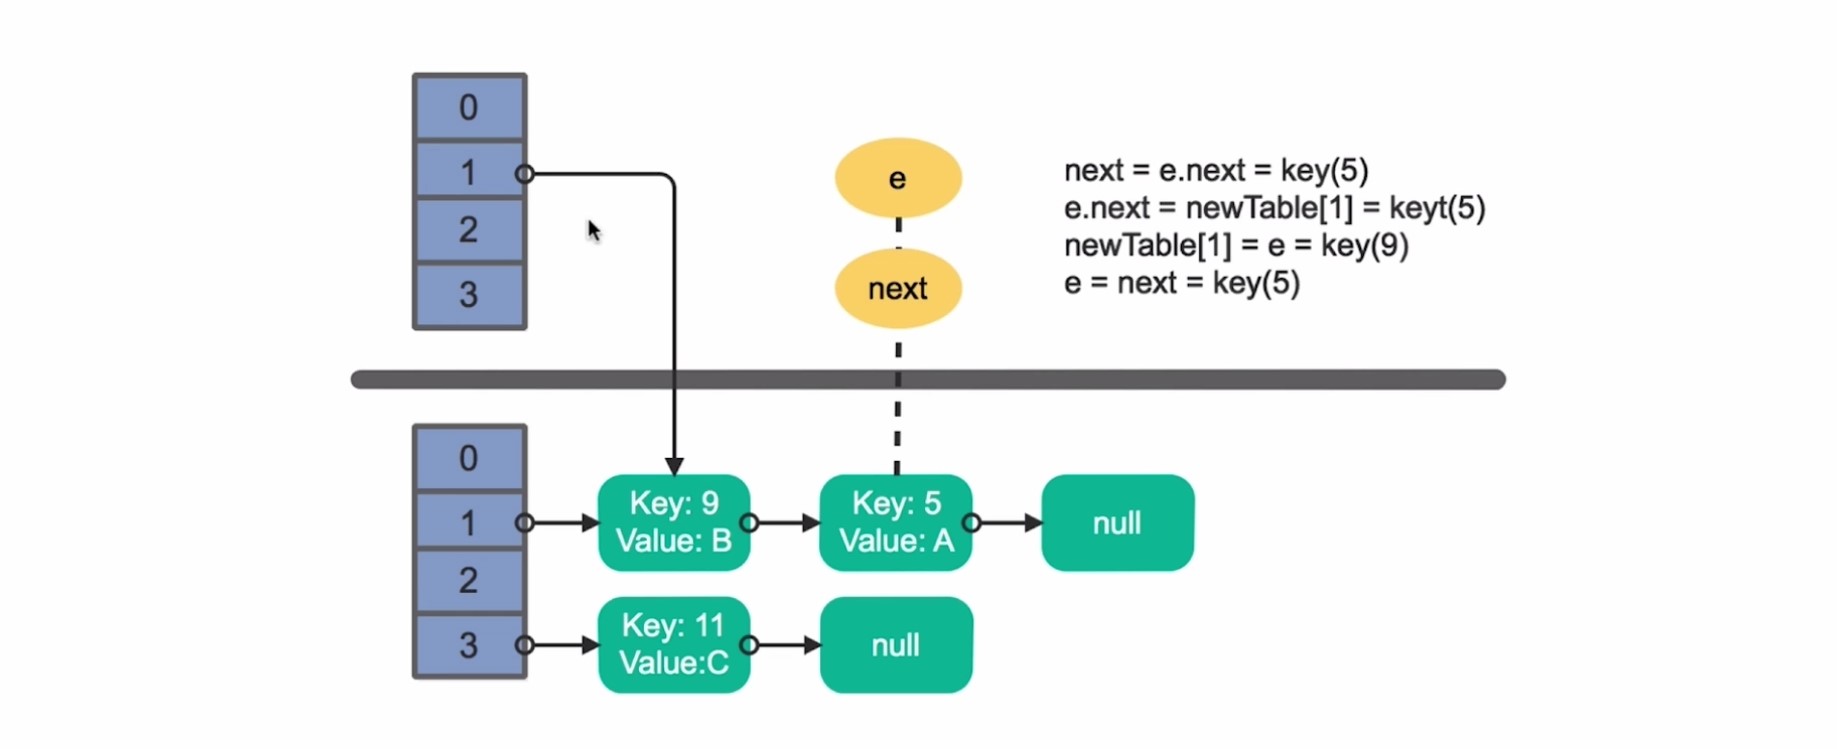 0
1
2
3
e
next
next = e.next = key(5)
e.next = newTable[1] = keyt(5)
newTable[1] = e = key(9)
e = next = key(5)
0
1
2
3
Key: 9
Value: B
Key: 5
Value: A
null
Key: 11
Value:C
null